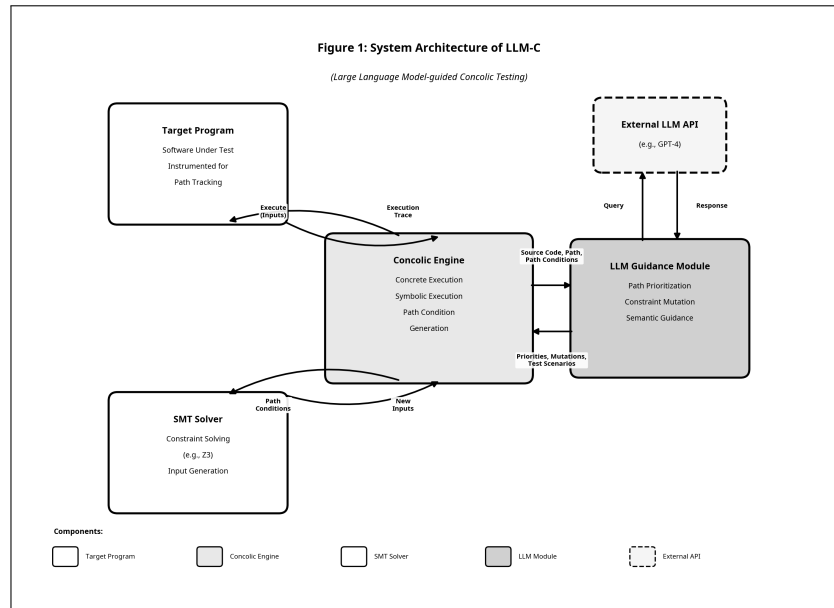 Figure 1: System Architecture of LLM-C
(Large Language Model-guided Concolic Testing)
Target Program
Software Under Test
Instrumented for
Path Tracking
External LLM API
(e.g., GPT-4)
Execute
(Inputs)
Execution
Trace
Query
Response
Concolic Engine
Concrete Execution
Symbolic Execution
Path Condition
Generation
Source Code, Path,
Path Conditions
LLM Guidance Module
Path Prioritization
Constraint Mutation
Semantic Guidance
Priorities, Mutations,
Test Scenarios
Path
Conditions
New
Inputs
SMT Solver
Constraint Solving
(e.g., Z3)
Input Generation
Components:
Target Program
Concolic Engine
SMT Solver
LLM Module
External API